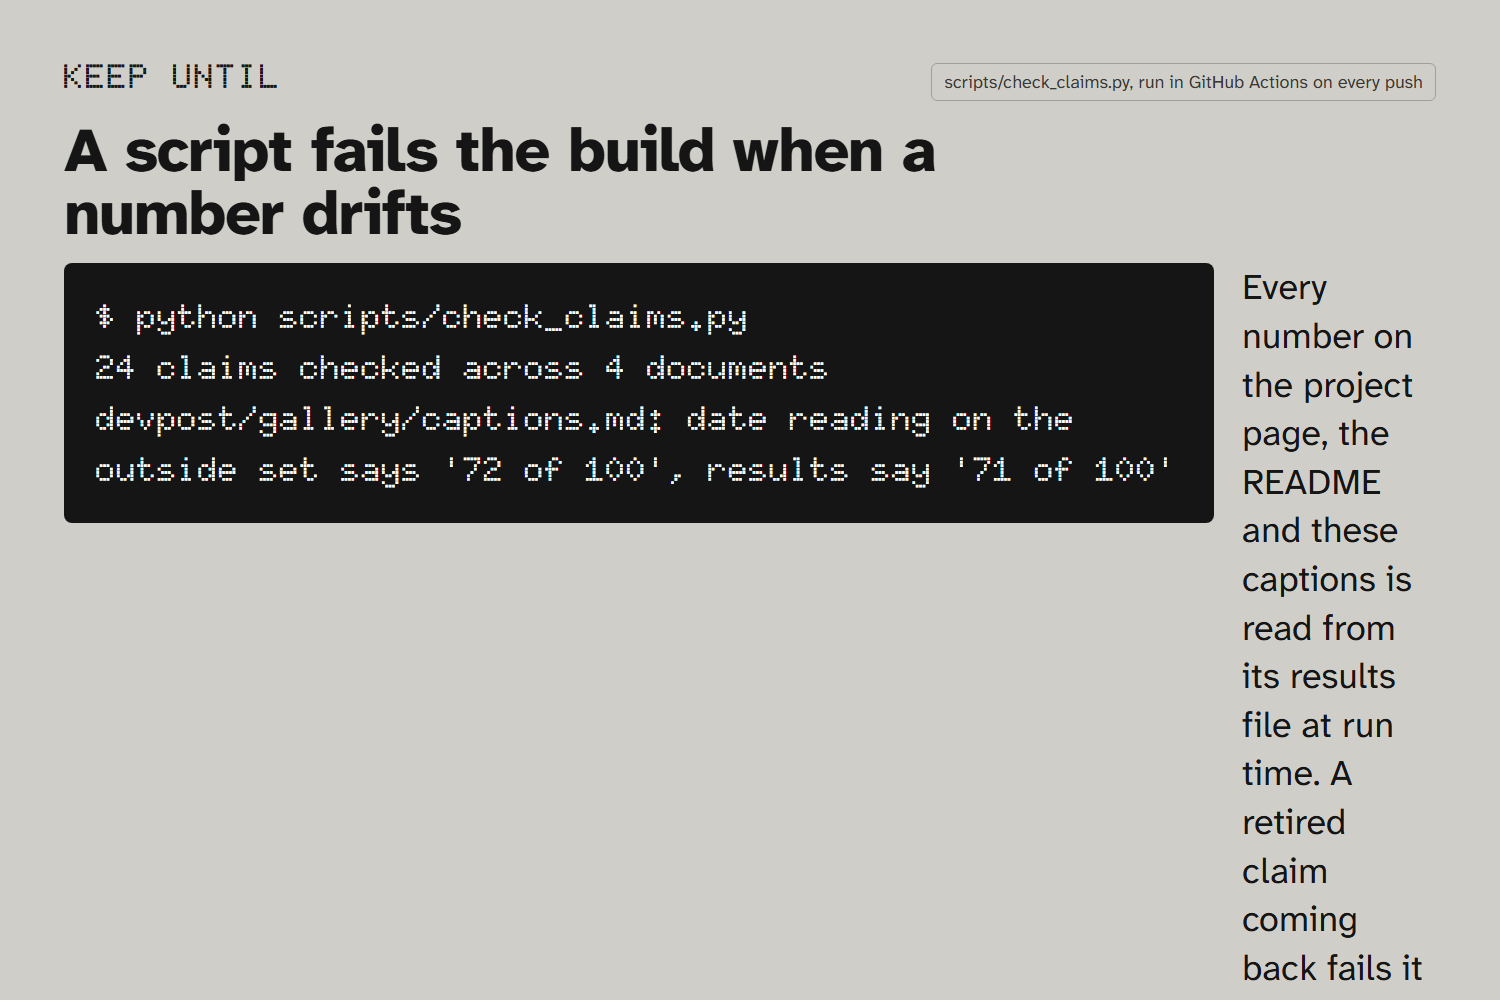 KEEP UNTIL
scripts/check_claims.py, run in GitHub Actions on every push
A script fails the build when a
number drifts
$ python scripts/check_claims.py
24 claims checked across 4 documents
devpost/gallery/captions.md: date reading on the
outside set says '72 of 100', results say '71 of 100'
Every
number on
the project
page, the
README
and these
captions is
read from
its results
file at run
time. A
retired
claim
coming
back fails it